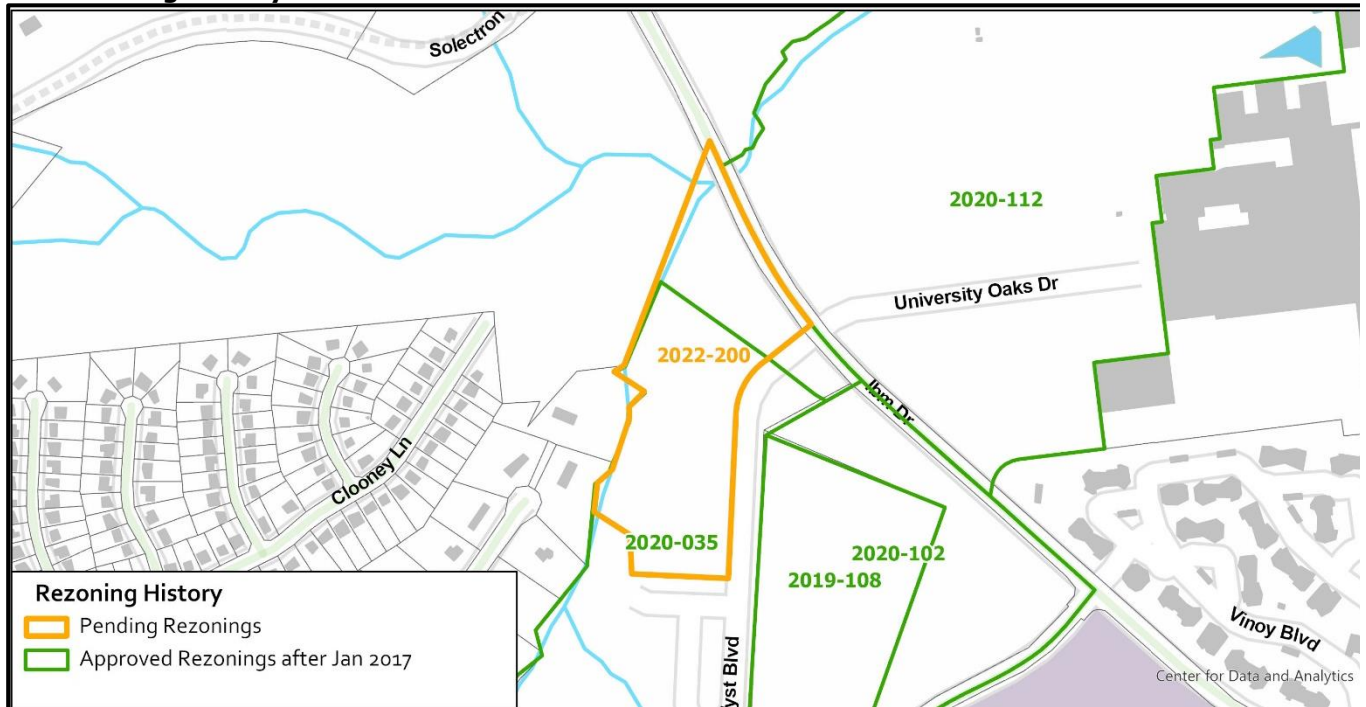 Solectron
2020-112
University Oaks Dr
2022-200
Ibm Dr
Clooney Ln
2020-035
2020-102
2019-108
Vinoy Blvd
yst Blvd
Rezoning History
Pending Rezonings
Approved Rezonings after Jan 2017
Center for Data and Analytics